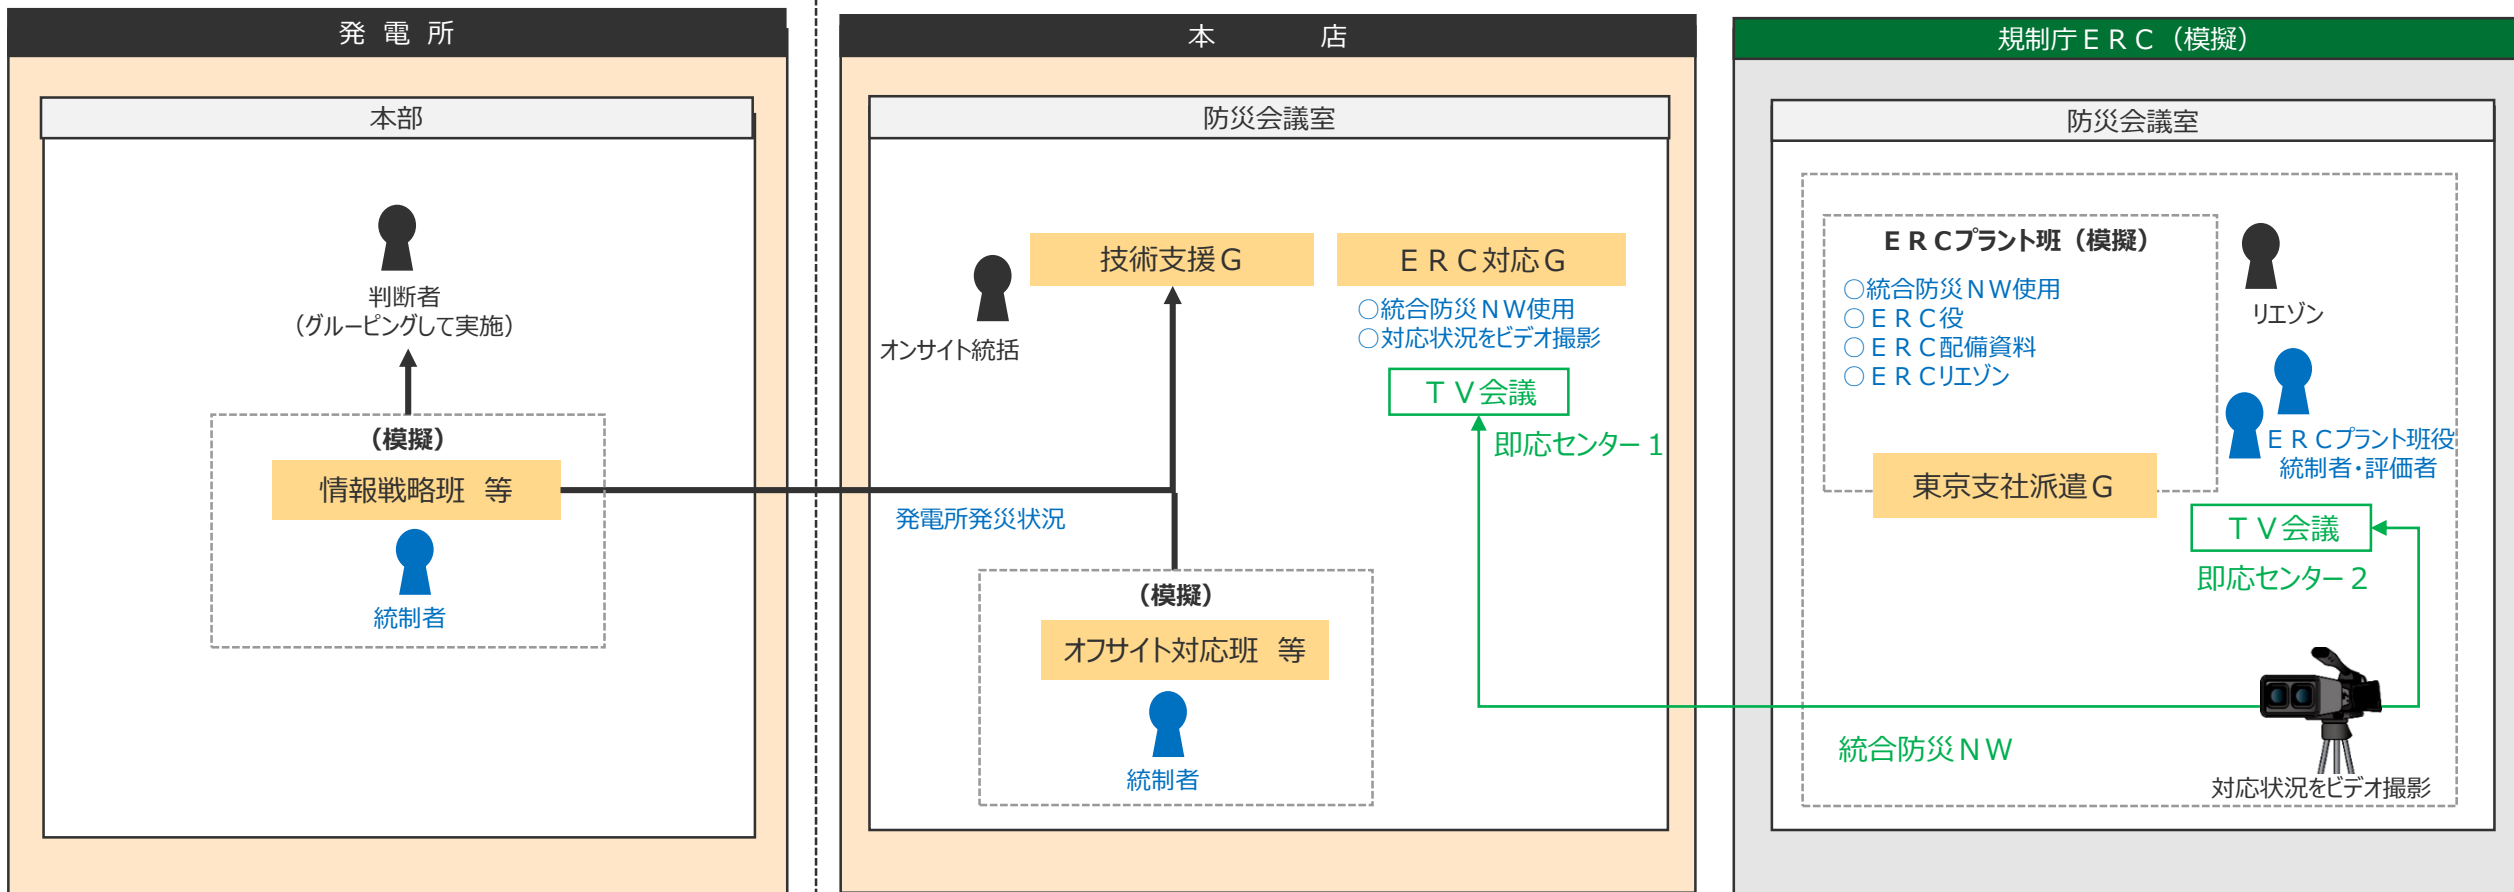 発 電 所
本部
判断者
（グルーピングして実施）
（模擬）
情報戦略班 等
統制者
本 店
防災会議室
技術支援Ｇ
ＥＲＣ対応Ｇ
オンサイト統括
○統合防災ＮＷ使用
○対応状況をビデオ撮影
ＴＶ会議
即応センター１
発電所発災状況
（模擬）
オフサイト対応班 等
統制者
規制庁ＥＲＣ（模擬）
防災会議室
ＥＲＣプラント班（模擬）
○統合防災ＮＷ使用
○ＥＲＣ役
○ＥＲＣ配備資料
○ＥＲＣリエゾン
リエゾン
ＥＲＣプラント班役
統制者・評価者
東京支社派遣Ｇ
ＴＶ会議
即応センター２
統合防災ＮＷ
対応状況をビデオ撮影